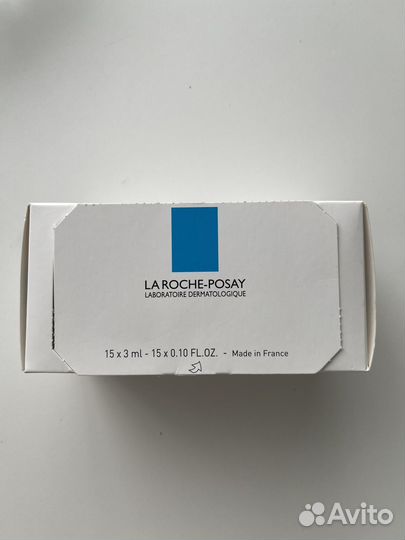 LA ROCHE-POSAY
LABORATOIRE DERMATOLOGIQUE
15 x 3 ml - 15 x 0.10 FL.OZ. - Made in France
Avito